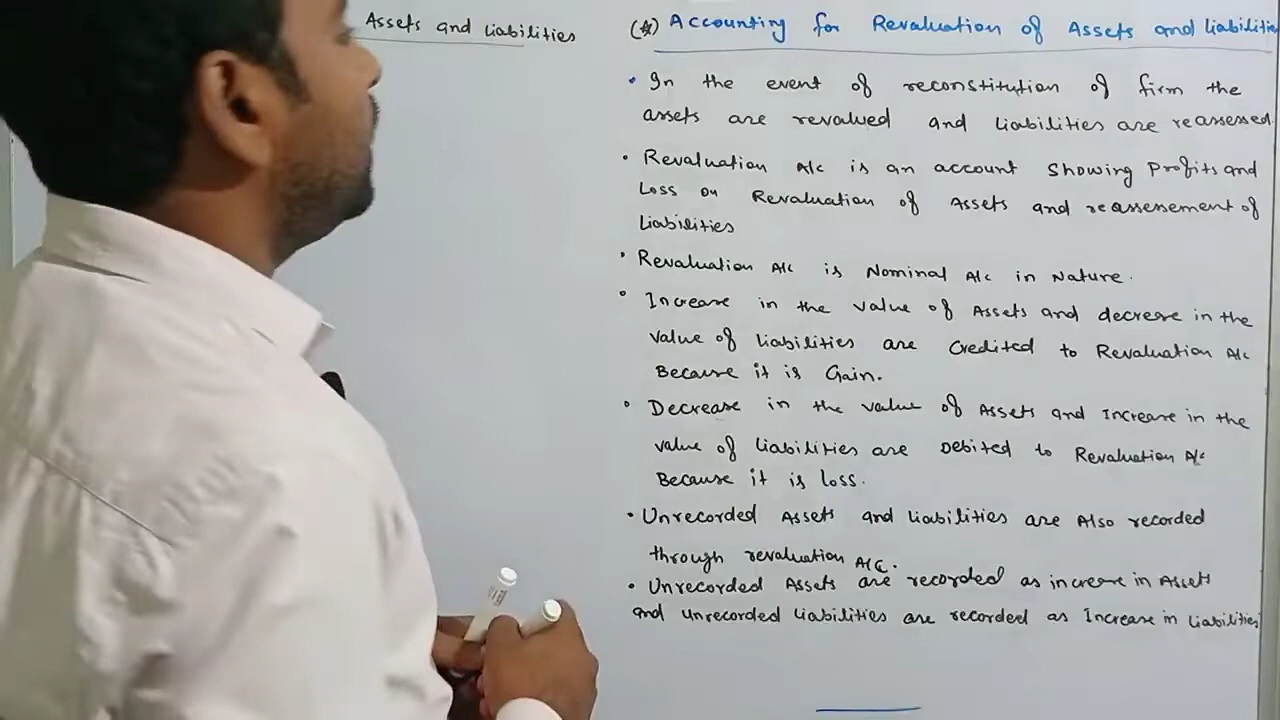 Assets and Liabilities
(*) Accounting for Revaluation of Assets and Liabilitie
• In the event of reconstitution of firm the
assets are revalued and Liabilities are reassessed.
• Revaluation A/c is an account showing Profits and
Loss on Revaluation of Assets and reassessement of
Liabilities
• Revaluation A/c is Nominal A/c in Nature.
• Increase in the value of Assets and decrease in the
value of liabilities are Credited to Revaluation A/c
Because it is Gain.
• Decrease in the value of Assets and Increase in the
value of liabilities are Debited to Revaluation A/c
Because it is loss.
• Unrecorded Assets and liabilities are Also recorded
through revaluation A/c.
• Unrecorded Assets are recorded as increase in Assets
and unrecorded Liabilities are recorded as Increase in Liabilities